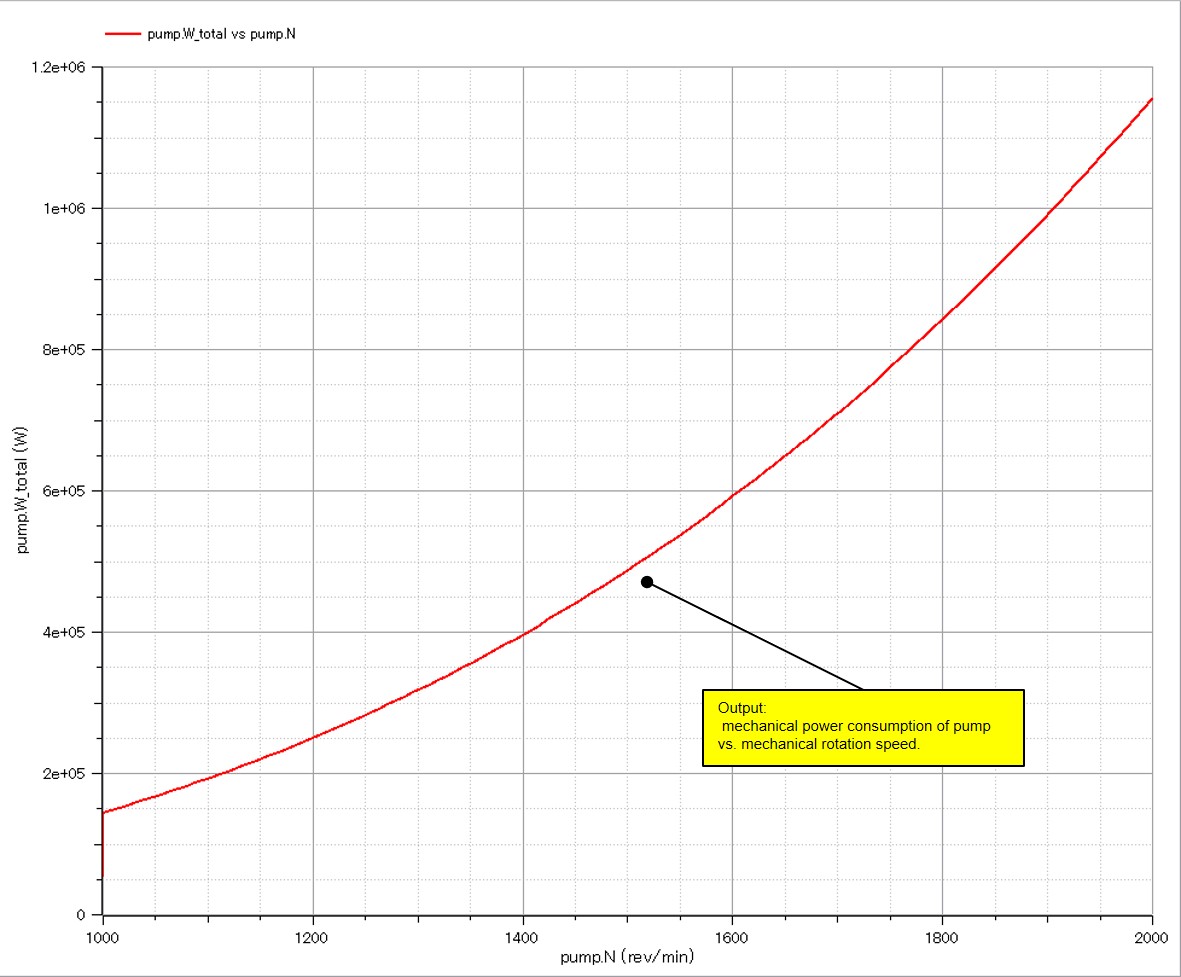 pump.W_total vs pump.N
1.2e+06
1e+06
8e+05
6e+05
4e+05
2e+05
0
pump.W_total (W)
Output:
mechanical power consumption of pump
vs. mechanical rotation speed.
1000 1200 1400 1600 1800 2000
pump.N (rev/min)